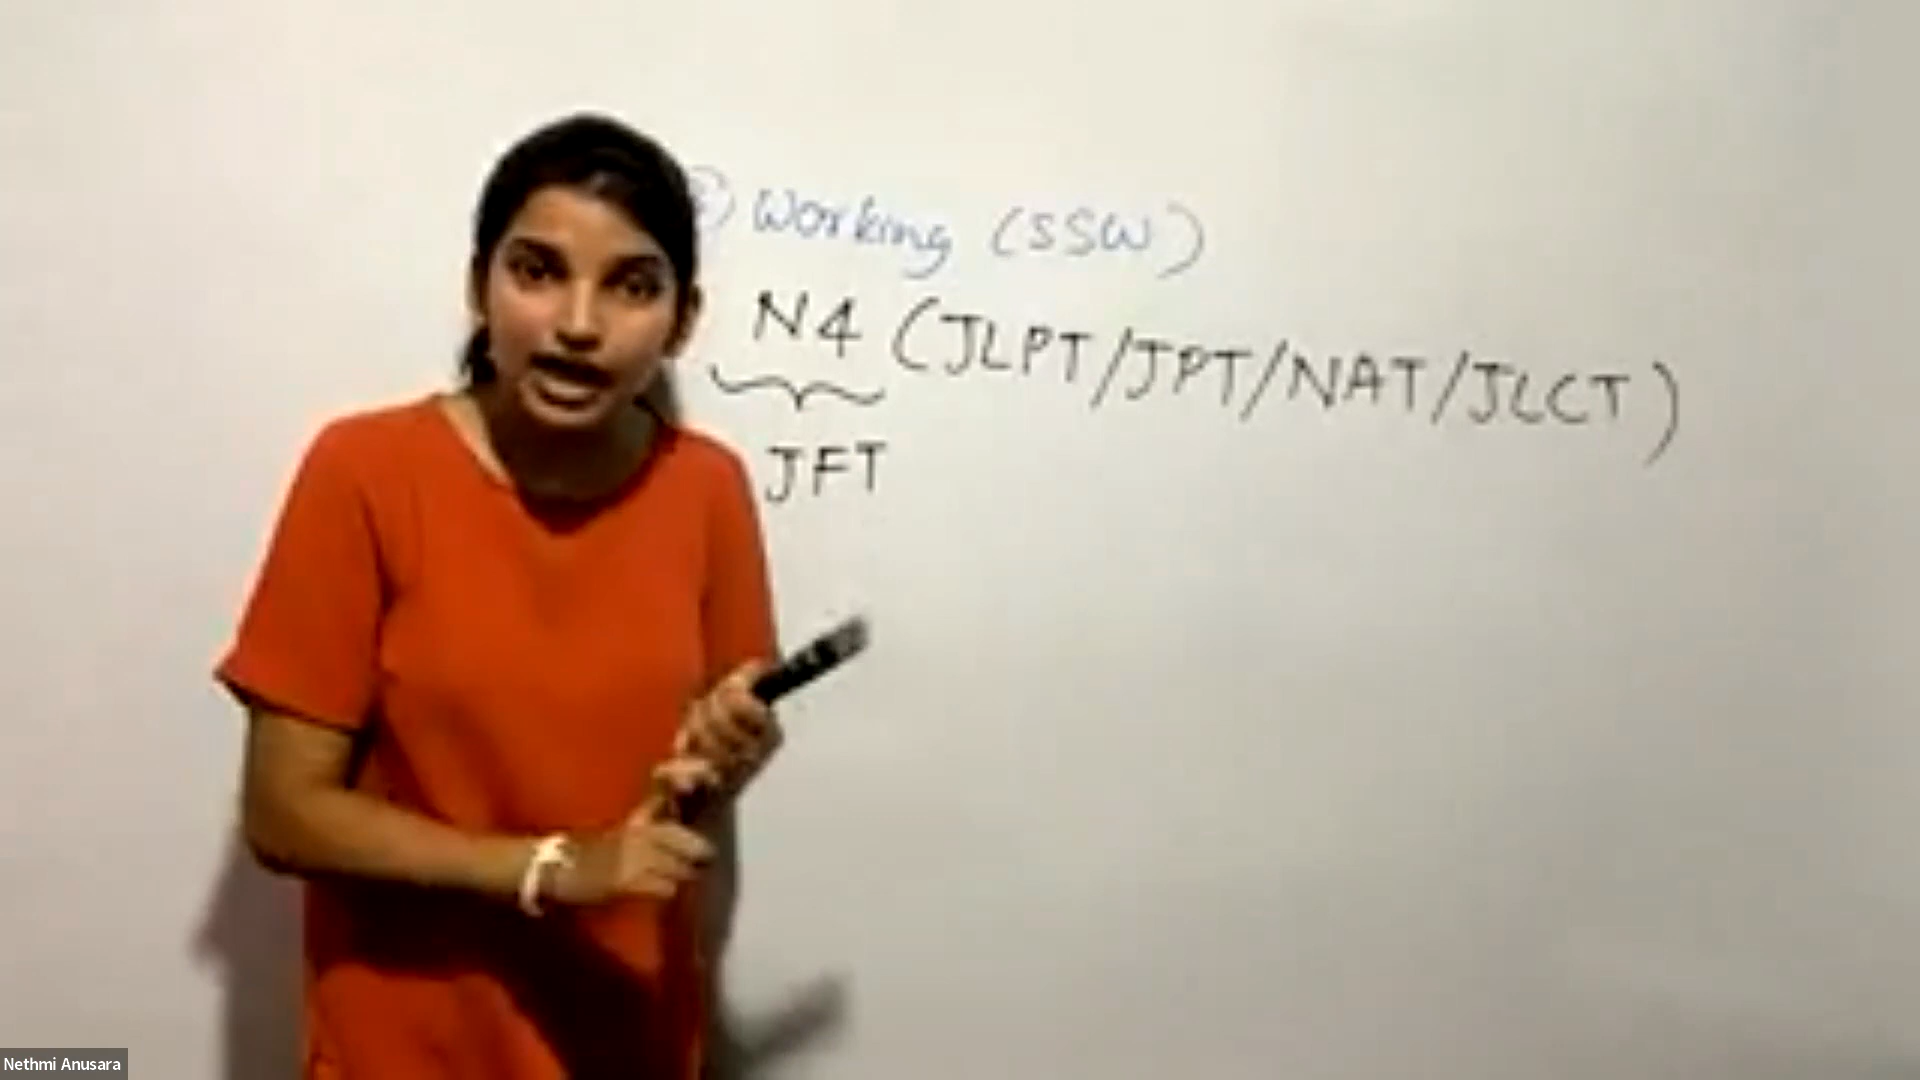 Working (SSW)
N4 (JLPT/JPT/NAT/JLCT)
JFT
Nethmi Anusara